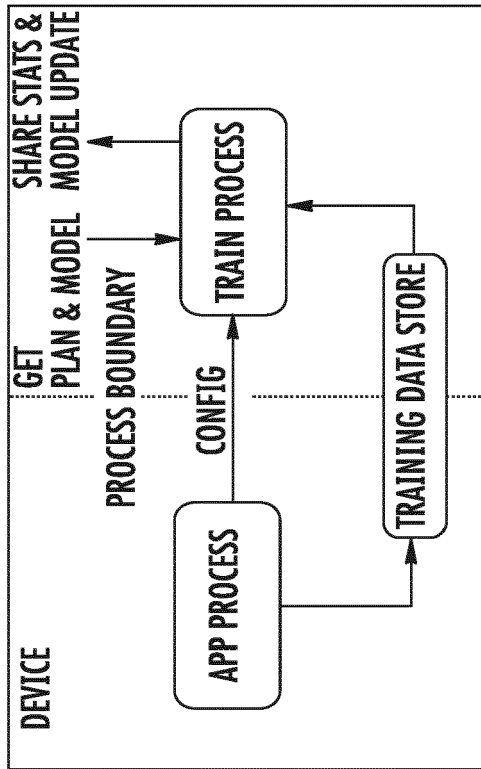 DEVICE
GET
PLAN & MODEL
SHARE STATS &
MODEL UPDATE
PROCESS BOUNDARY
APP PROCESS
CONFIG
TRAIN PROCESS
TRAINING DATA STORE